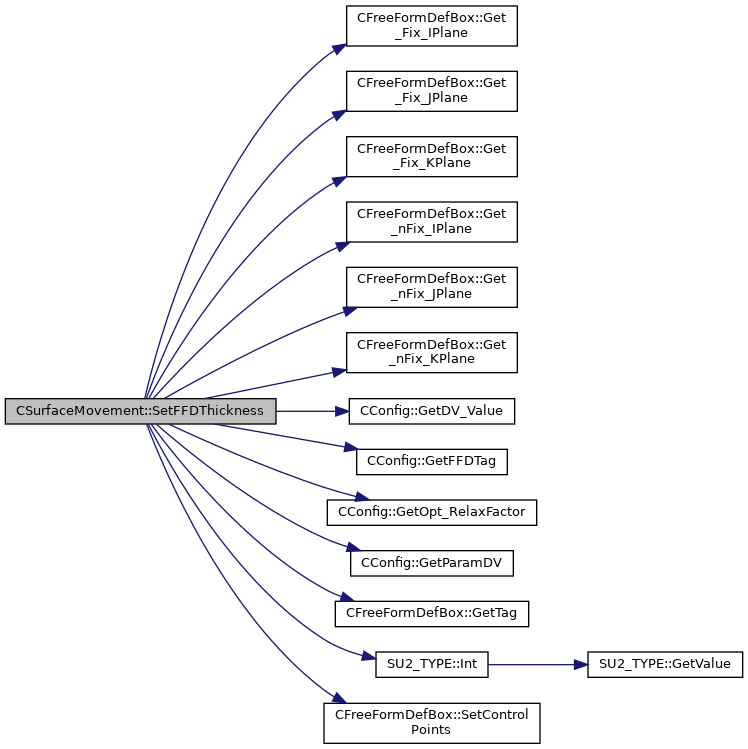 CFreeFormDefBox::Get
_Fix_IPlane
CFreeFormDefBox::Get
_Fix_JPlane
CFreeFormDefBox::Get
_Fix_KPlane
CFreeFormDefBox::Get
_nFix_IPlane
CFreeFormDefBox::Get
_nFix_JPlane
CFreeFormDefBox::Get
_nFix_KPlane
CSurfaceMovement::SetFFDThickness
CConfig::GetDV_Value
CConfig::GetFFDTag
CConfig::GetOpt_RelaxFactor
CConfig::GetParamDV
CFreeFormDefBox::GetTag
SU2_TYPE::Int
SU2_TYPE::GetValue
CFreeFormDefBox::SetControl
Points